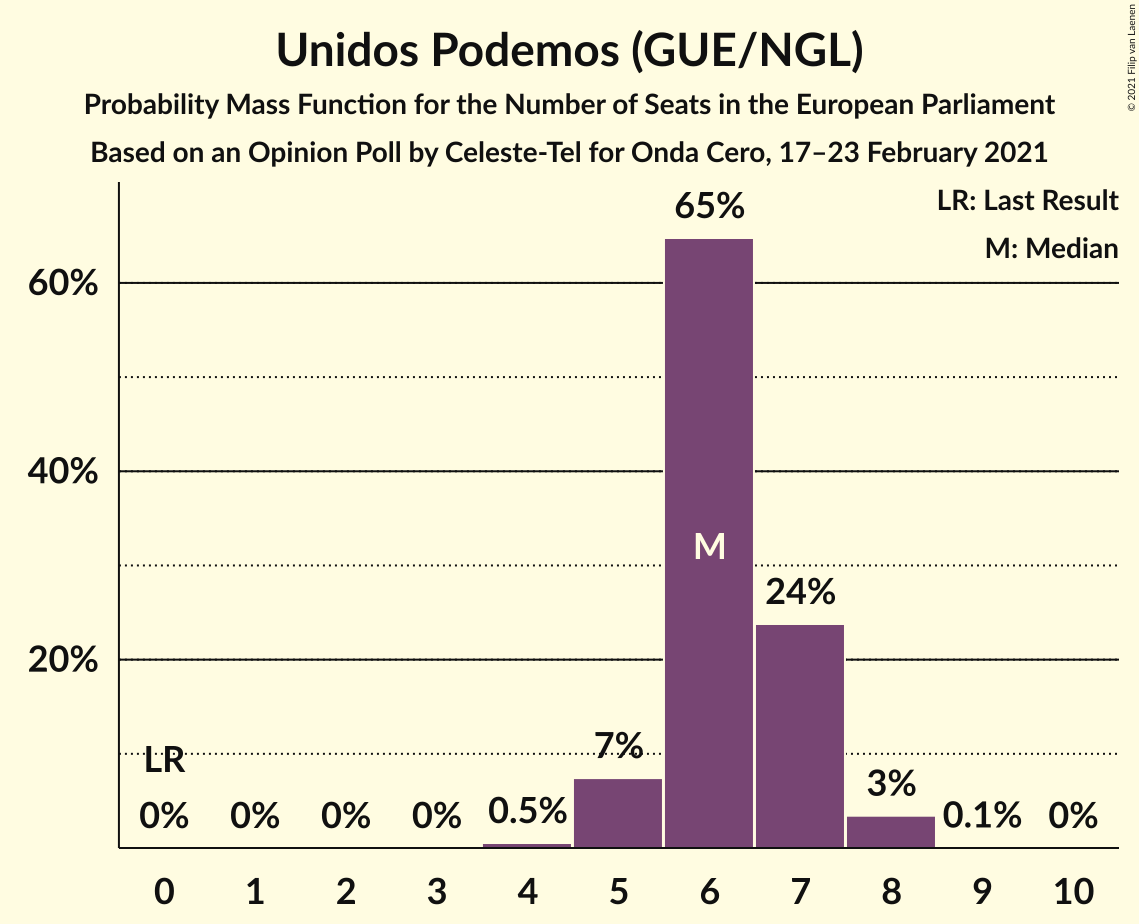 Unidos Podemos (GUE/NGL)
Probability Mass Function for the Number of Seats in the European Parliament
Based on an Opinion Poll by Celeste-Tel for Onda Cero, 17–23 February 2021
© 2021 Filip van Laenen
LR: Last Result
M: Median
65%
60%
40%
20%
M
24%
LR
7%
3%
0% 0% 0% 0% 0.5% 0.1% 0%
0 1 2 3 4 5 6 7 8 9 10